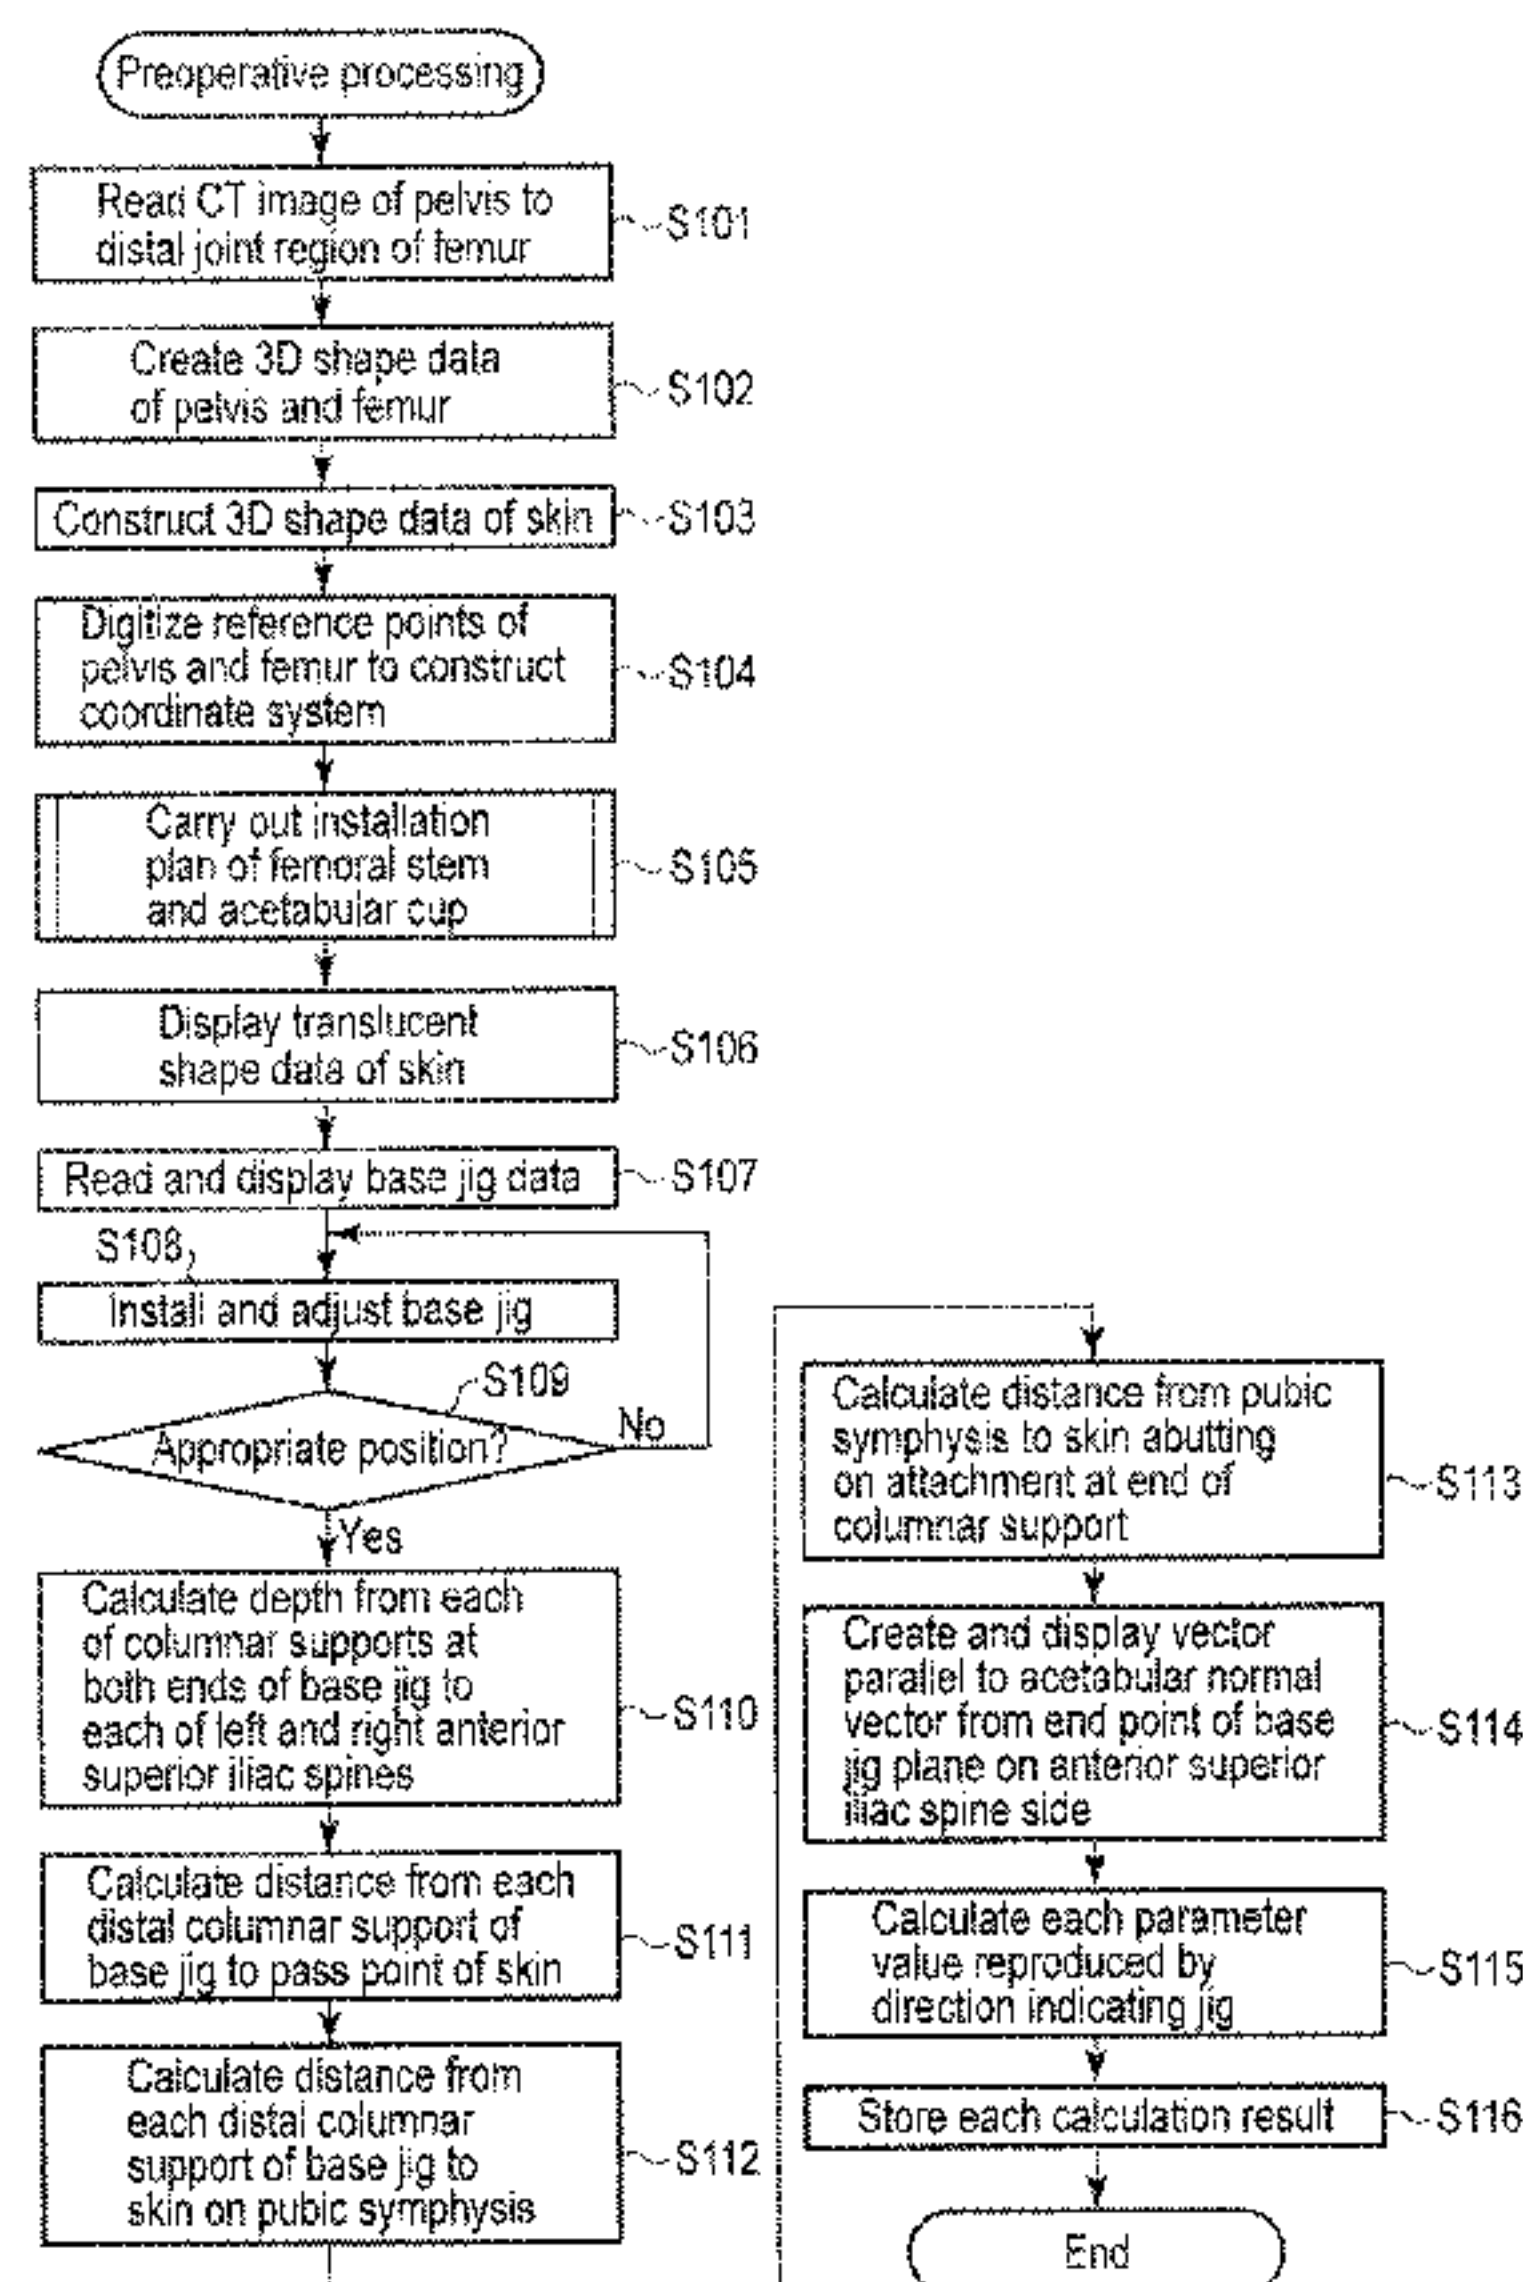 Preoperative processing
Read CT image of pelvis to
distal joint region of femur
S101
Create 3D shape data
of pelvis and femur
S102
Construct 3D shape data of skin
S103
Digitize reference points of
pelvis and femur to construct
coordinate system
S104
Carry out installation
plan of femoral stem
and acetabular cup
S105
Display translucent
shape data of skin
S106
Read and display base jig data
S107
S108
Install and adjust base jig
S109
Appropriate position?
No
Yes
Calculate depth from each
of columnar supports at
both ends of base jig to
each of left and right anterior
superior iliac spines
S110
Calculate distance from each
distal columnar support of
base jig to pass point of skin
S111
Calculate distance from
each distal columnar
support of base jig to
skin on pubic symphysis
S112
Calculate distance from pubic
symphysis to skin abutting
on attachment at end of
columnar support
S113
Create and display vector
parallel to acetabular normal
vector from end point of base
jig plane on anterior superior
iliac spine side
S114
Calculate each parameter
value reproduced by
direction indicating jig
S115
Store each calculation result
S116
End